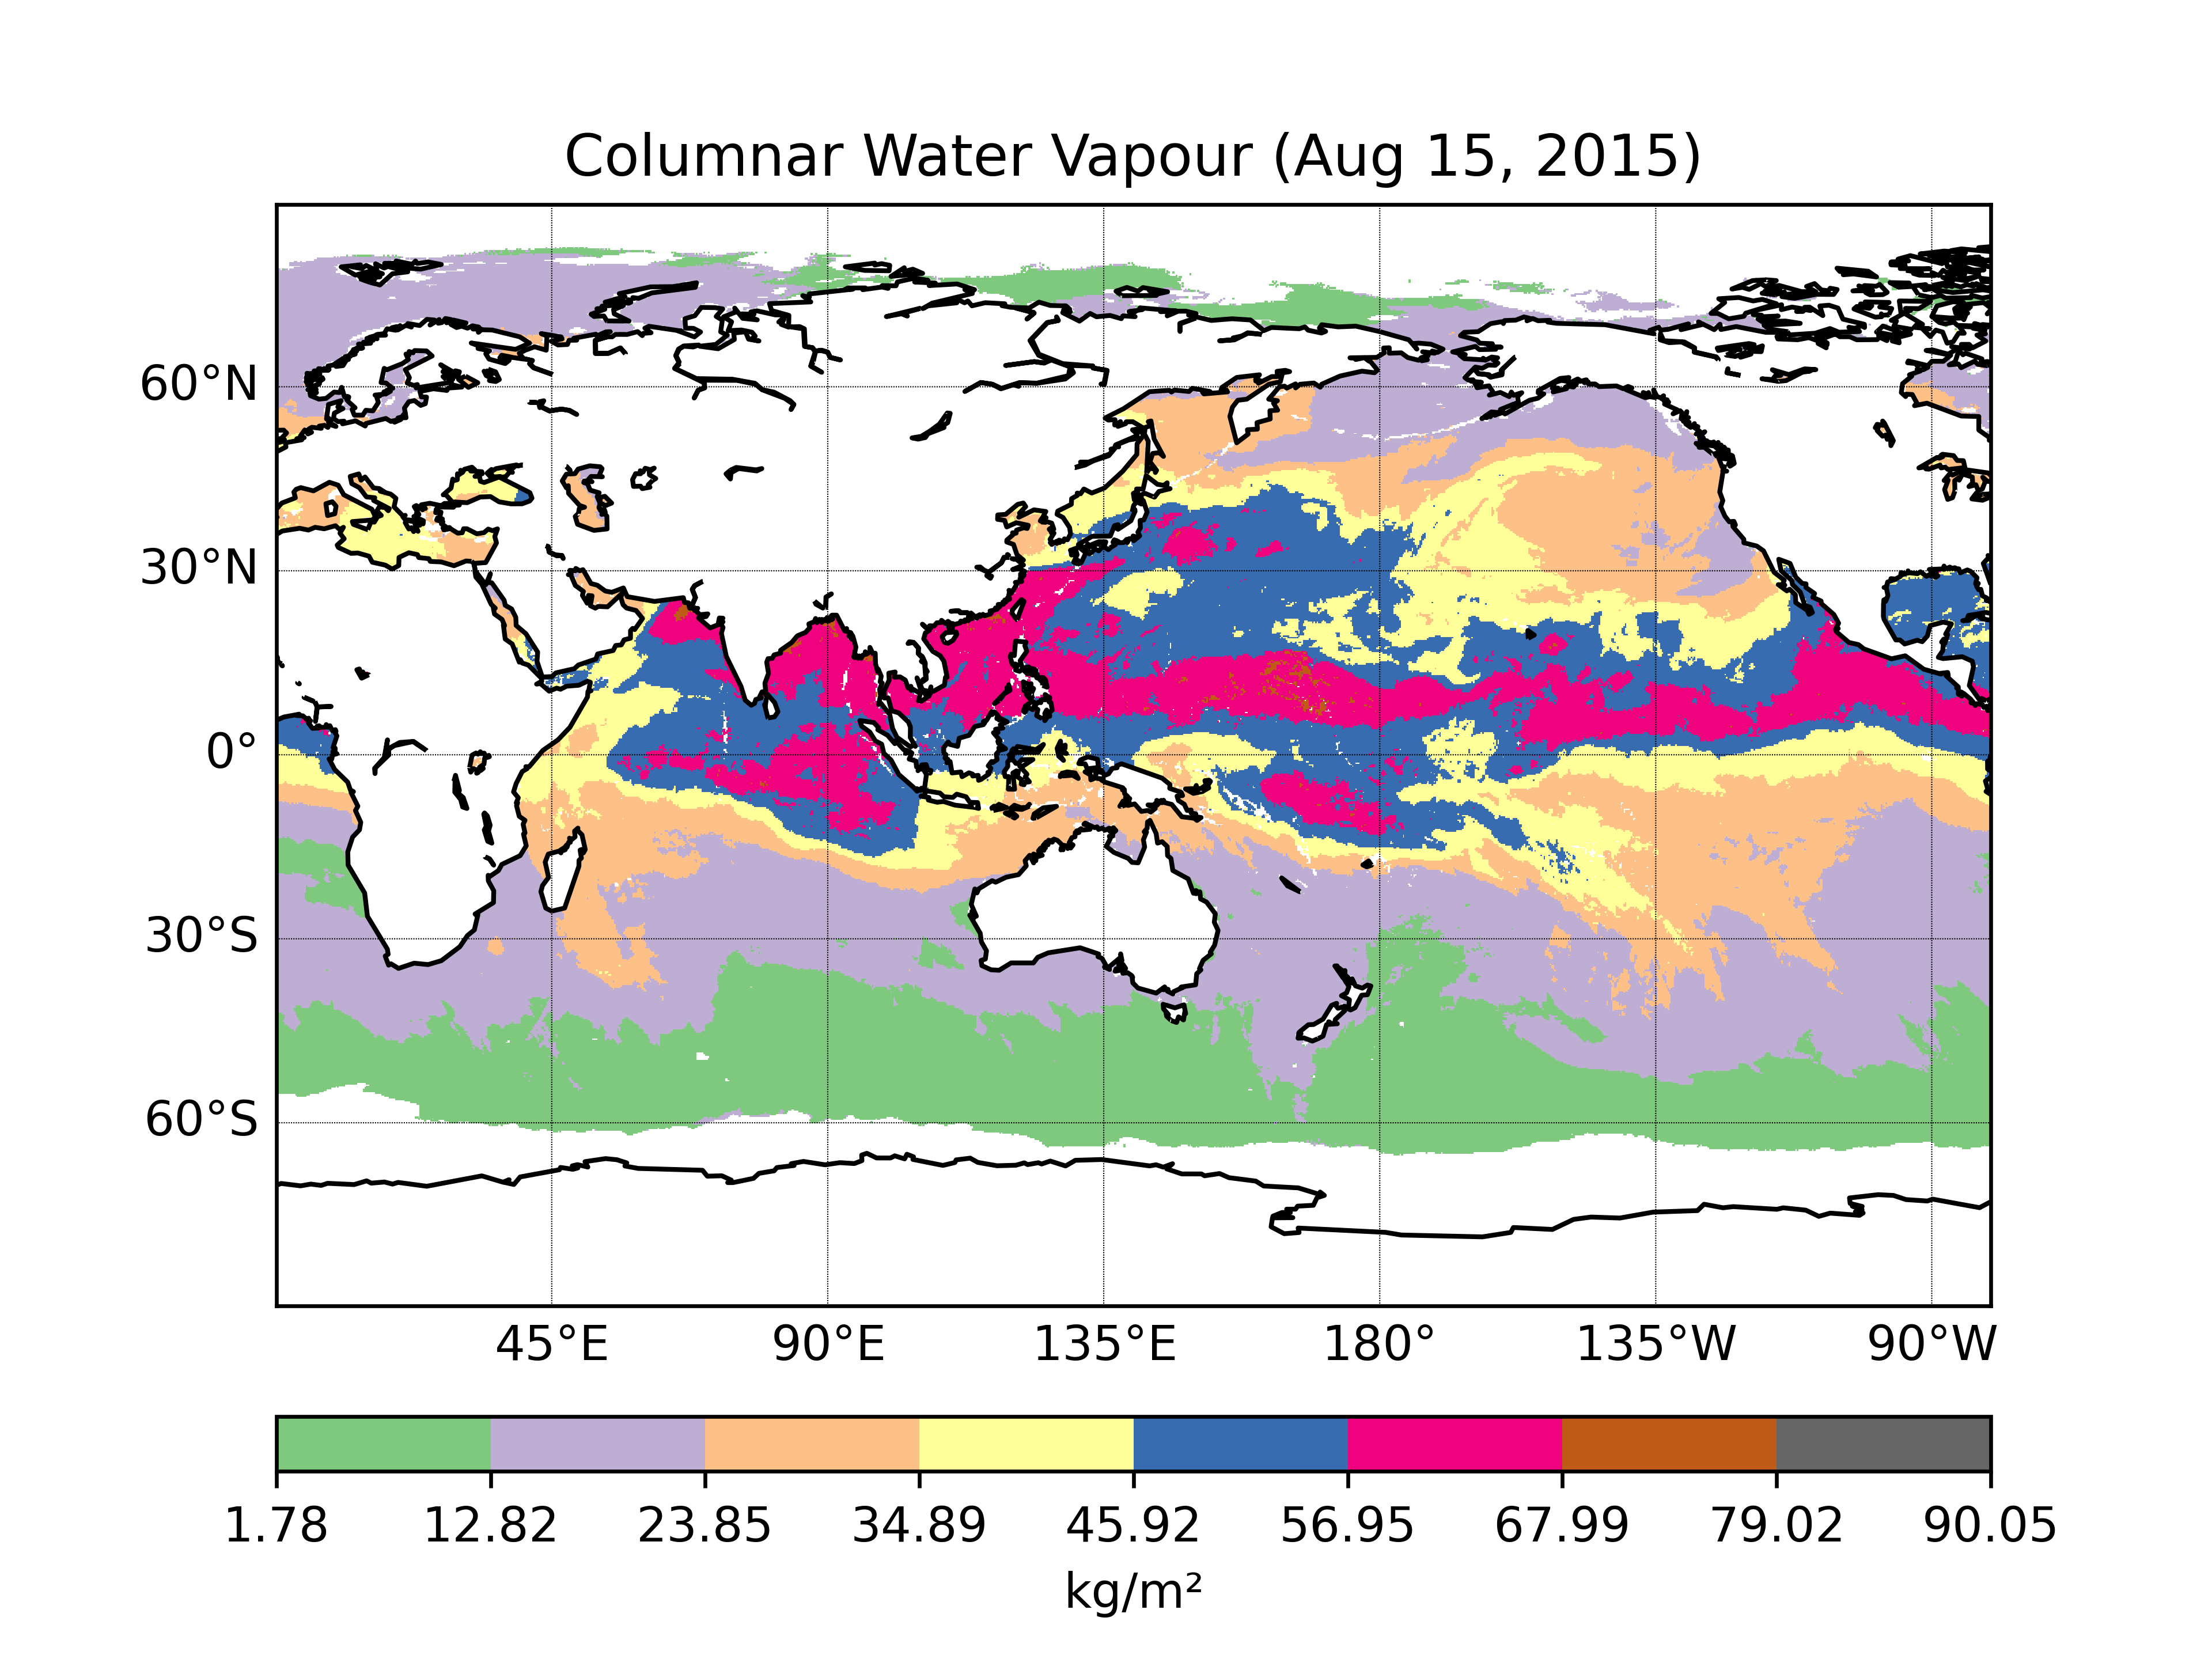 Columnar Water Vapour (Aug 15, 2015)
60°N
30°N
0°
30°S
60°S
45°E 90°E 135°E 180° 135°W 90°W
1.78 12.82 23.85 34.89 45.92 56.95 67.99 79.02 90.05
kg/m²